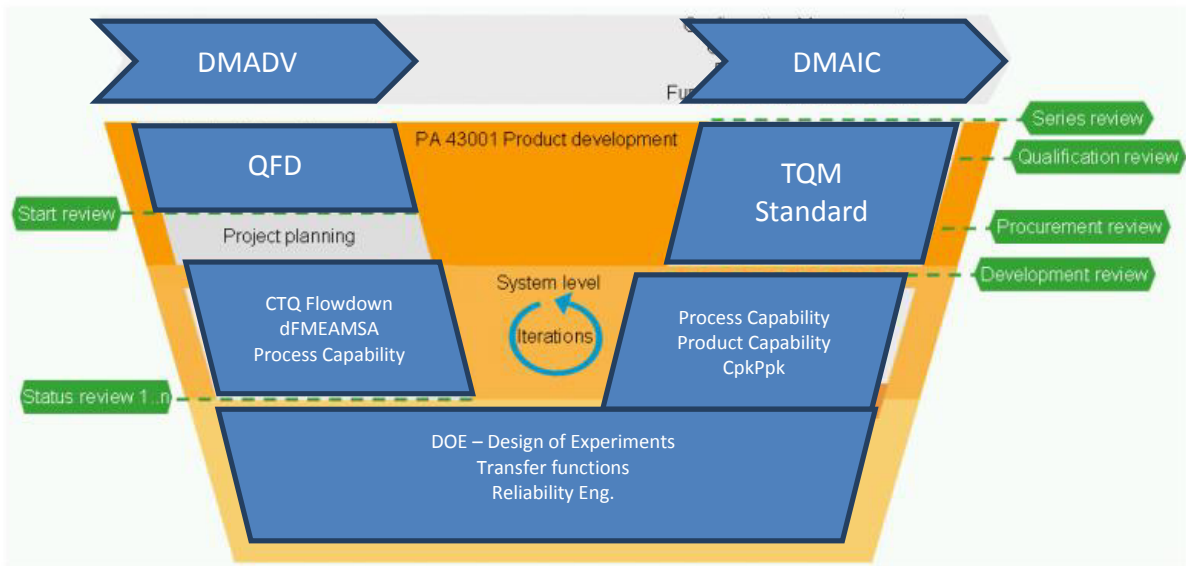 DMADV
DMAIC
Series review
PA 43001 Product development
QFD
TQM
Standard
Qualification review
Start review
Project planning
Procurement review
Development review
System level
Iterations
CTQ Flowdown
dFMEAMSA
Process Capability
Process Capability
Product Capability
CpkPpk
Status review 1..n
DOE – Design of Experiments
Transfer functions
Reliability Eng.